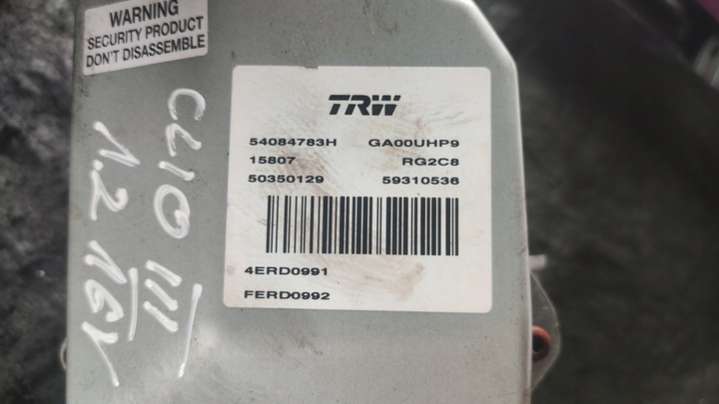 WARNING
SECURITY PRODUCT
DON'T DISASSEMBLE
TRW
54084783H GA00UHP9
15807 RG2C8
50350129 59310536
4ERD0991
FERD0992
CLIO III
1.2 16V